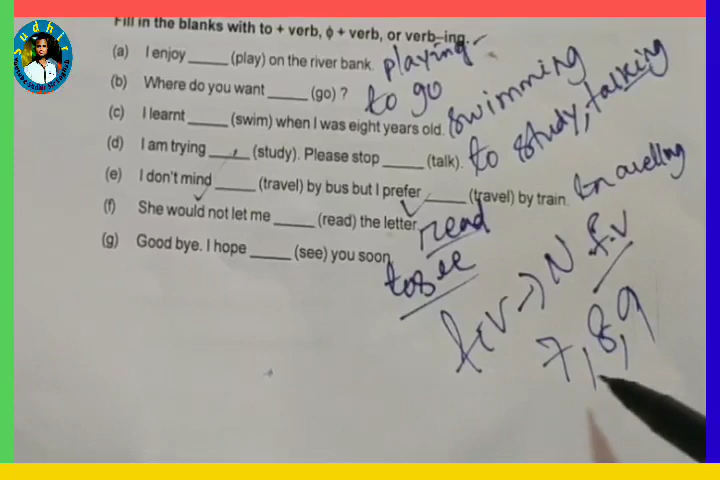 Sudhir
Fill in the blanks with to + verb, ϕ + verb, or verb–ing.
(a) I enjoy _____ (play) on the river bank. playing
(b) Where do you want _____ (go) ? to go
(c) I learnt _____ (swim) when I was eight years old. swimming
(d) I am trying _____ (study). Please stop _____ (talk). to study, talking
(e) I don't mind _____ (travel) by bus but I prefer _____ (travel) by train. travelling
(f) She would not let me _____ (read) the letter read
(g) Good bye. I hope _____ (see) you soon to see
f.v
N
7, 8, 9